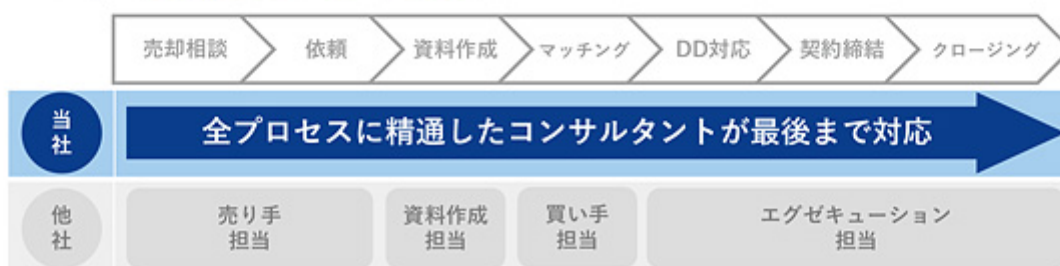 売却相談 依頼 資料作成 マッチング DD対応 契約締結 クロージング
当社
全プロセスに精通したコンサルタントが最後まで対応
他社
売り手
担当
資料作成
担当
買い手
担当
エグゼキューション
担当